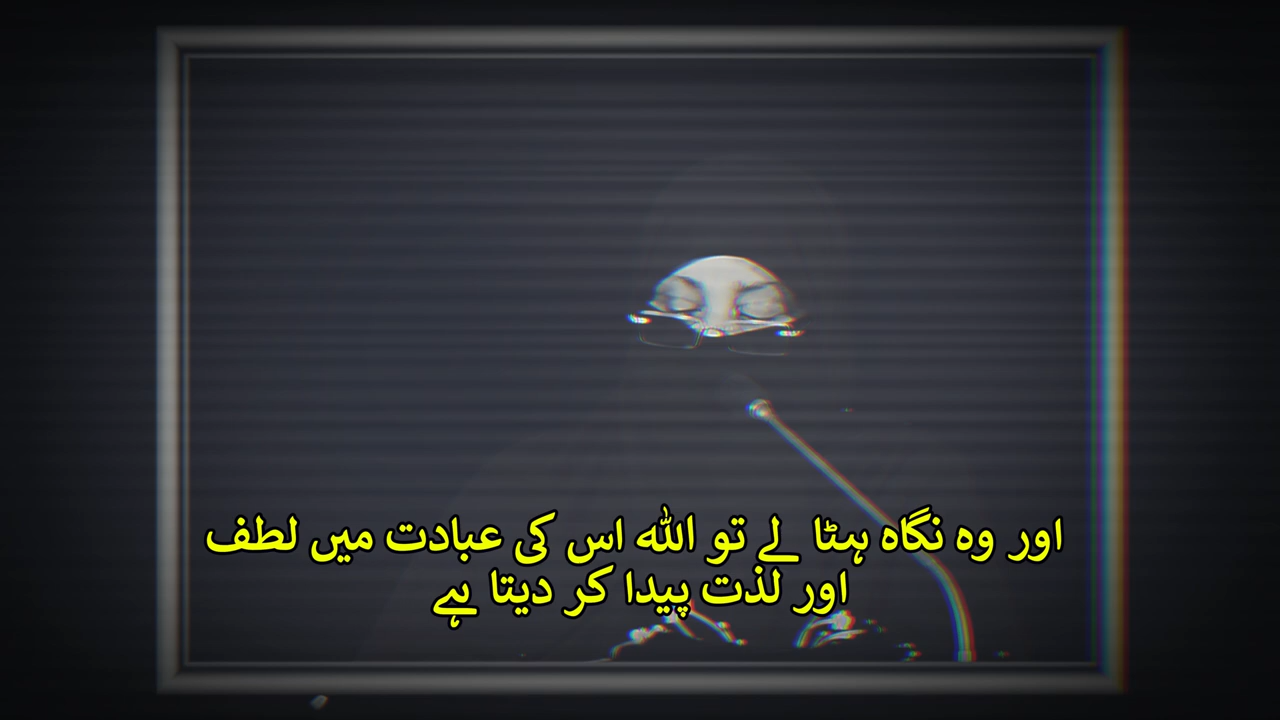 اور وہ نگاہ ہٹا لے تو اللہ اس کی عبادت میں لطف
اور لذت پیدا کر دیتا ہے